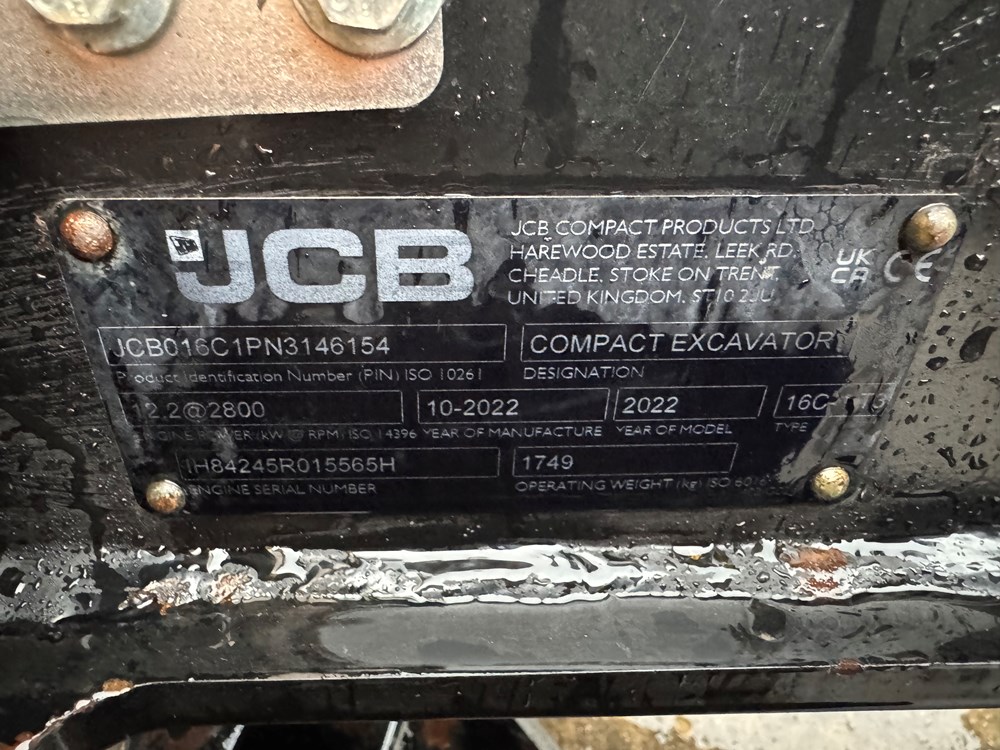 JCB
JCB COMPACT PRODUCTS LTD
HAREWOOD ESTATE. LEEK RD.
CHEADLE. STOKE ON TRENT.
UNITED KINGDOM. ST10
UK
CA
CE
JCB016C1PN3146154
COMPACT EXCAVATOR
Product Identification Number (PIN) ISO 10261
DESIGNATION
12.2@2800
10-2022
2022
ENGINE POWER (kW @ RPM) ISO 14396
YEAR OF MANUFACTURE
YEAR OF MODEL
TYPE
IH84245R015565H
1749
ENGINE SERIAL NUMBER
OPERATING WEIGHT (kg) ISO 6016